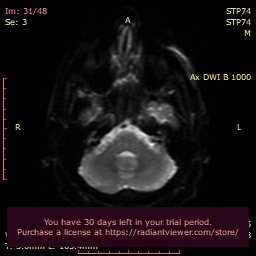 Im: 31/48
Se: 3
A
STP74
STP74
M
Ax DWI B 1000
R
L
You have 30 days left in your trial period.
Purchase a license at https://radiantviewer.com/store/